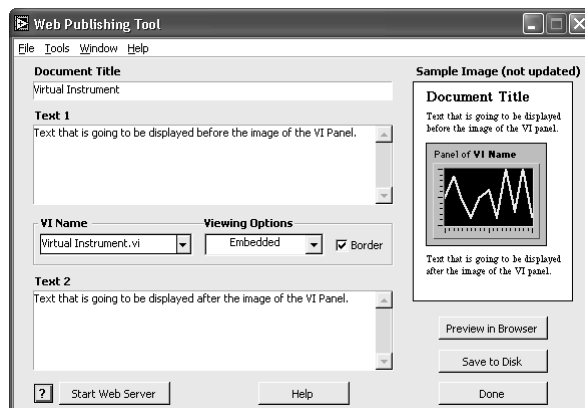 Web Publishing Tool
File Tools Window Help
Document Title
Virtual Instrument
Text 1
Text that is going to be displayed before the image of the VI Panel.
VI Name
Virtual Instrument.vi
Viewing Options
Embedded
Border
Text 2
Text that is going to be displayed after the image of the VI Panel.
? Start Web Server Help
Sample Image (not updated)
Document Title
Text that is going to be displayed
before the image of the VI panel.
Panel of VI Name
Text that is going to be displayed
after the image of the VI panel.
Preview in Browser
Save to Disk
Done